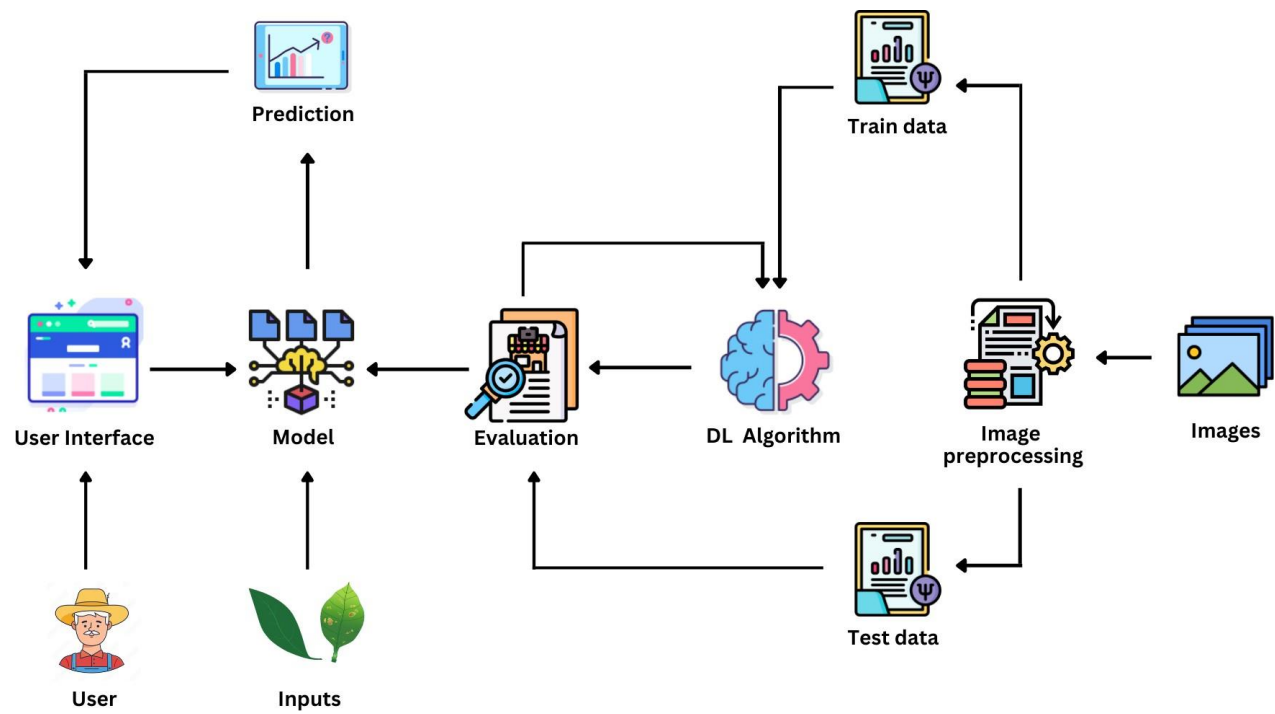 Prediction
Train data
User Interface
Model
Evaluation
DL Algorithm
Image
preprocessing
Images
Test data
User
Inputs